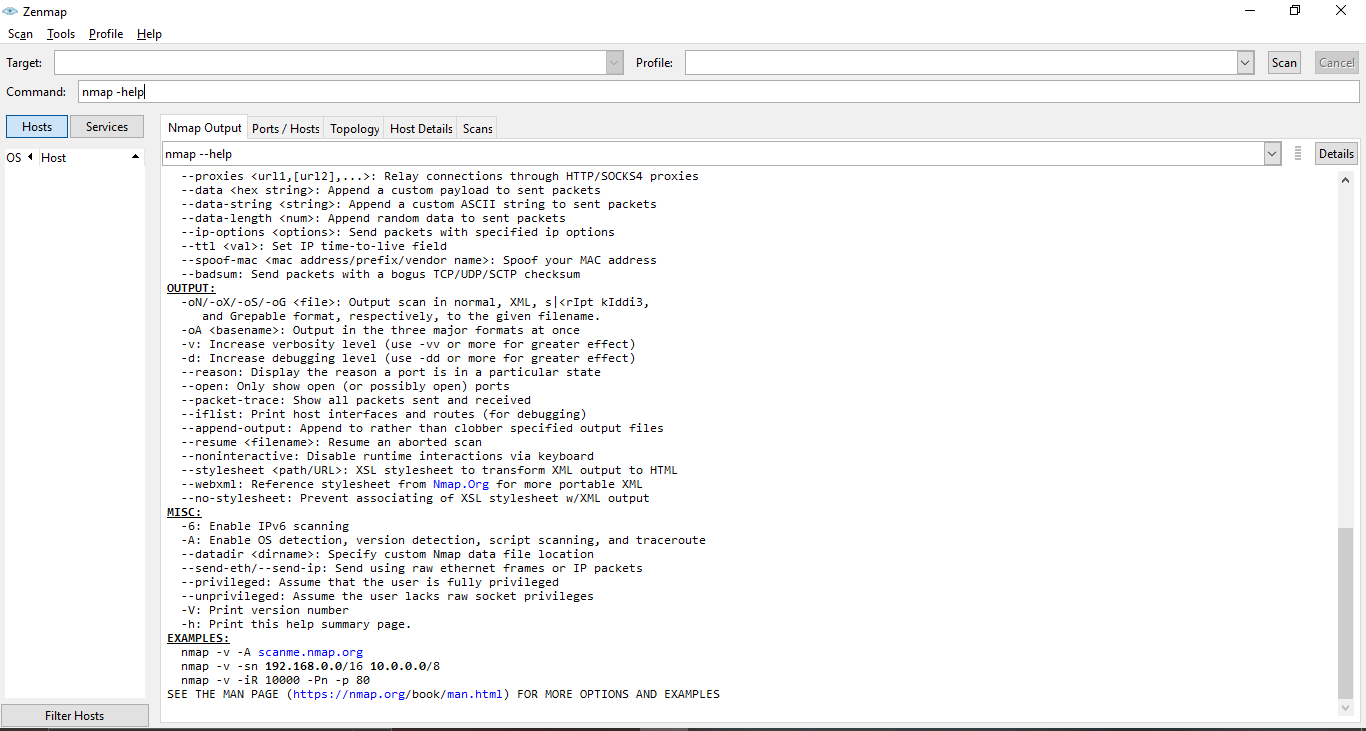 Zenmap
Scan Tools Profile Help
Target: Profile: Scan Cancel
Command: nmap -help
Hosts Services
Nmap Output Ports / Hosts Topology Host Details Scans
OS Host
nmap --help Details
--proxies <url1,[url2],...>: Relay connections through HTTP/SOCKS4 proxies
--data <hex string>: Append a custom payload to sent packets
--data-string <string>: Append a custom ASCII string to sent packets
--data-length <num>: Append random data to sent packets
--ip-options <options>: Send packets with specified ip options
--ttl <val>: Set IP time-to-live field
--spoof-mac <mac address/prefix/vendor name>: Spoof your MAC address
--badsum: Send packets with a bogus TCP/UDP/SCTP checksum
OUTPUT:
-oN/-oX/-oS/-oG <file>: Output scan in normal, XML, s|<rIpt kIddi3,
and Grepable format, respectively, to the given filename.
-oA <basename>: Output in the three major formats at once
-v: Increase verbosity level (use -vv or more for greater effect)
-d: Increase debugging level (use -dd or more for greater effect)
--reason: Display the reason a port is in a particular state
--open: Only show open (or possibly open) ports
--packet-trace: Show all packets sent and received
--iflist: Print host interfaces and routes (for debugging)
--append-output: Append to rather than clobber specified output files
--resume <filename>: Resume an aborted scan
--noninteractive: Disable runtime interactions via keyboard
--stylesheet <path/URL>: XSL stylesheet to transform XML output to HTML
--webxml: Reference stylesheet from Nmap.Org for more portable XML
--no-stylesheet: Prevent associating of XSL stylesheet w/XML output
MISC:
-6: Enable IPv6 scanning
-A: Enable OS detection, version detection, script scanning, and traceroute
--datadir <dirname>: Specify custom Nmap data file location
--send-eth/--send-ip: Send using raw ethernet frames or IP packets
--privileged: Assume that the user is fully privileged
--unprivileged: Assume the user lacks raw socket privileges
-V: Print version number
-h: Print this help summary page.
EXAMPLES:
nmap -v -A scanme.nmap.org
nmap -v -sn 192.168.0.0/16 10.0.0.0/8
nmap -v -iR 10000 -Pn -p 80
SEE THE MAN PAGE (https://nmap.org/book/man.html) FOR MORE OPTIONS AND EXAMPLES
Filter Hosts